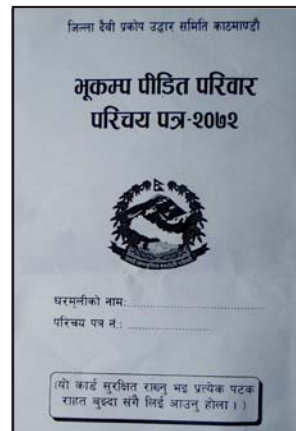 जिल्ला दैवी प्रकोप उद्धार समिति काठमाण्डौ
भूकम्प पीडित परिवार
परिचय पत्र-२०७२
घरमूलीको नामः
परिचय पत्र नं.:
(यो कार्ड सुरक्षित राख्नु भइ प्रत्येक पटक
राहत बुझ्दा संगै लिई आउनु होला ।)